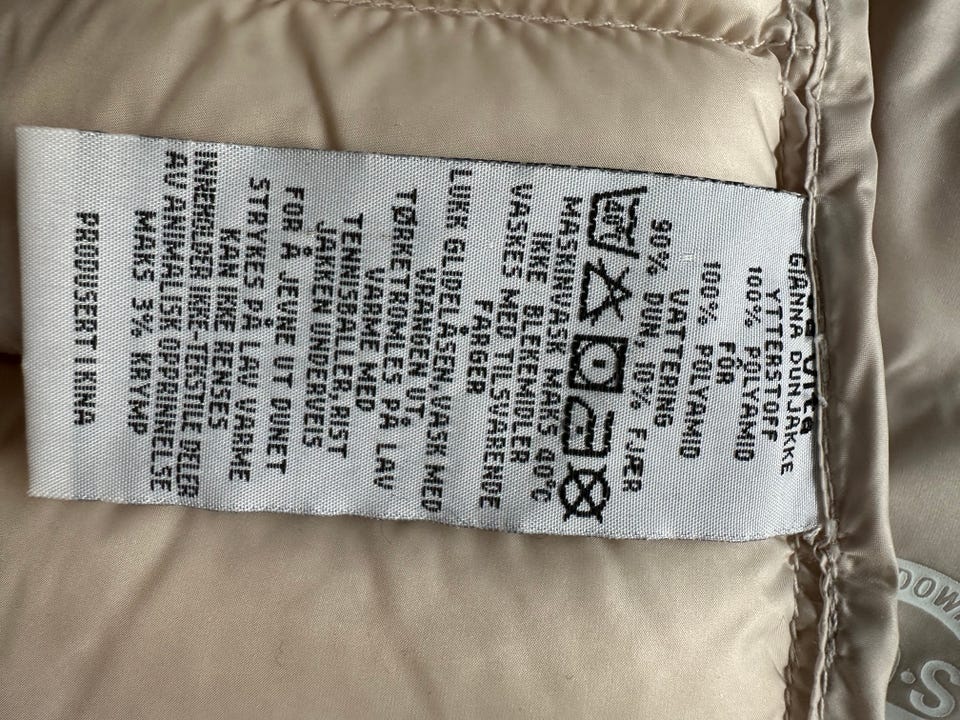 GIANNA DUNJAKKE
YTTERSTOFF
100% POLYAMID
FÔR
100% POLYAMID
VATTERING
90% DUN, 10% FJÆR
40
MASKINVASK MAKS 40°C
IKKE BLEKEMIDLER
VASKES MED TILSVARENDE
FARGER
LUKK GLIDELÅSEN, VASK MED
VRANGEN UT.
TØRKETROMLES PÅ LAV
VARME MED
TENNISBALLER, RIST
JAKKEN UNDERVEIS
FOR Å JEVNE UT DUNET
STRYKES PÅ LAV VARME
KAN IKKE RENSES
INNEHOLDER IKKE-TEKSTILE DELER
AV ANIMALSK OPPRINNELSE
MAKS 3% KRYMP
PRODUSERT I KINA
DOWN
S